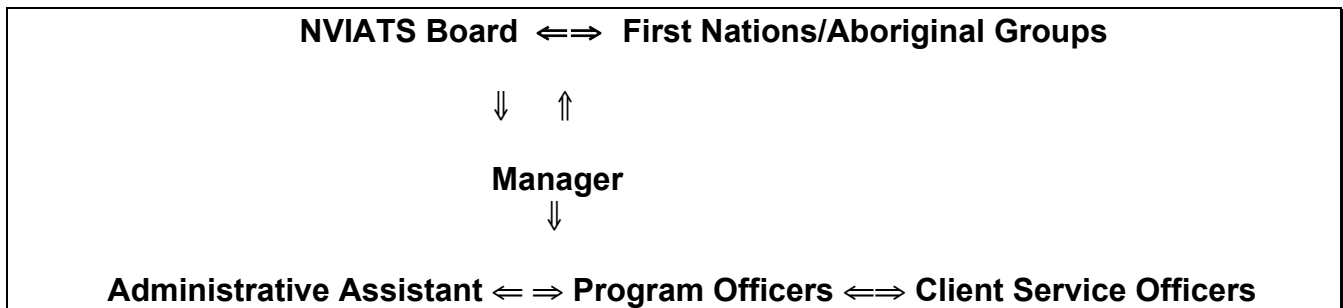 NVIATS Board ⇐⇒ First Nations/Aboriginal Groups
⇓ ⇑
Manager
⇓
Administrative Assistant ⇐ ⇒ Program Officers ⇐⇒ Client Service Officers